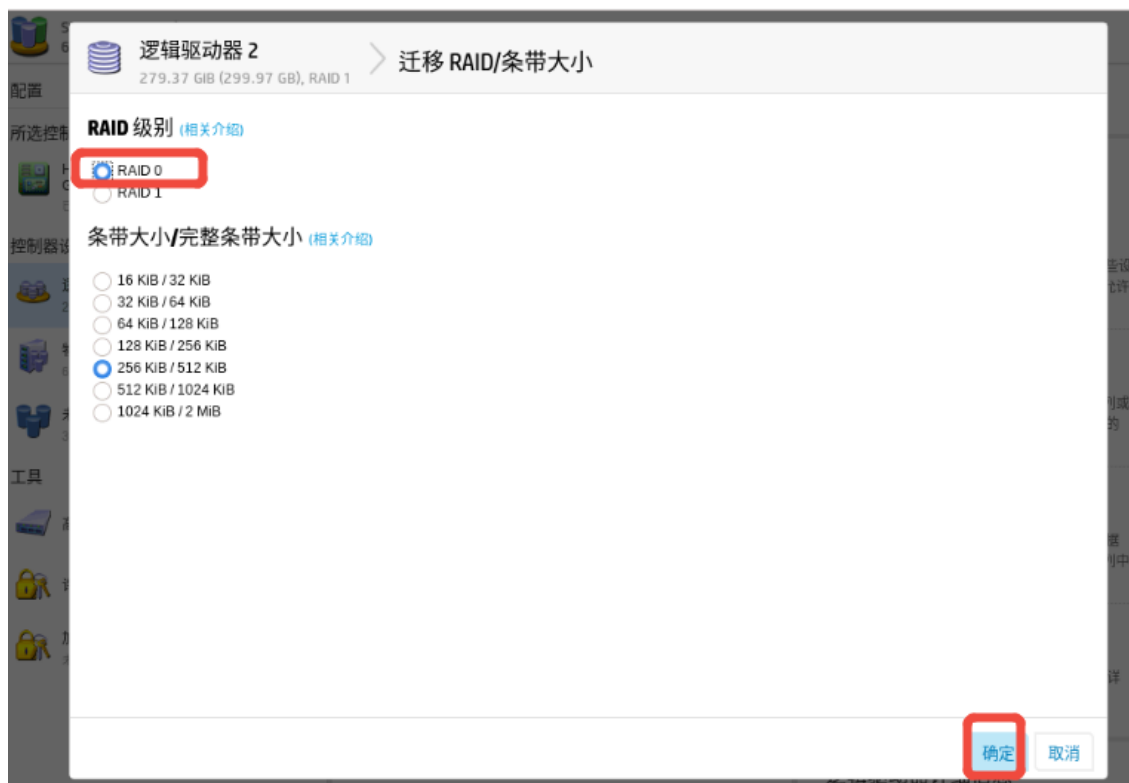 逻辑驱动器 2
279.37 GIB (299.97 GB), RAID 1
迁移 RAID/条带大小
配置
所选控制
RAID 级别 (相关介绍)
RAID 0
RAID 1
控制器设
条带大小/完整条带大小 (相关介绍)
16 KiB / 32 KiB
32 KiB / 64 KiB
64 KiB / 128 KiB
128 KiB / 256 KiB
256 KiB / 512 KiB
512 KiB / 1024 KiB
1024 KiB / 2 MiB
工具
确定
取消